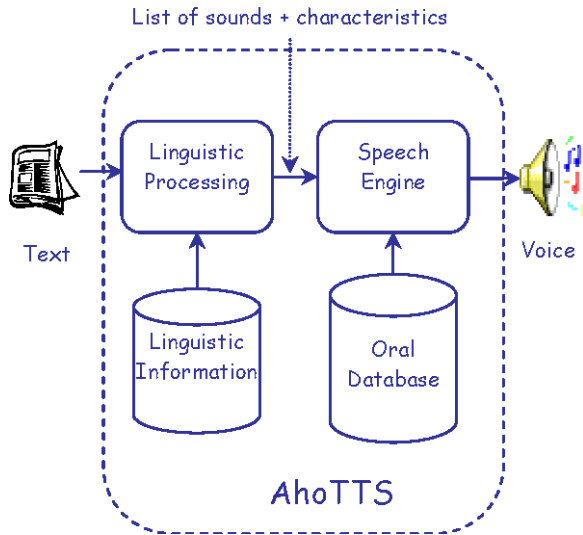 List of sounds + characteristics
Linguistic
Processing
Speech
Engine
Text
Voice
Linguistic
Information
Oral
Database
AhoTTS